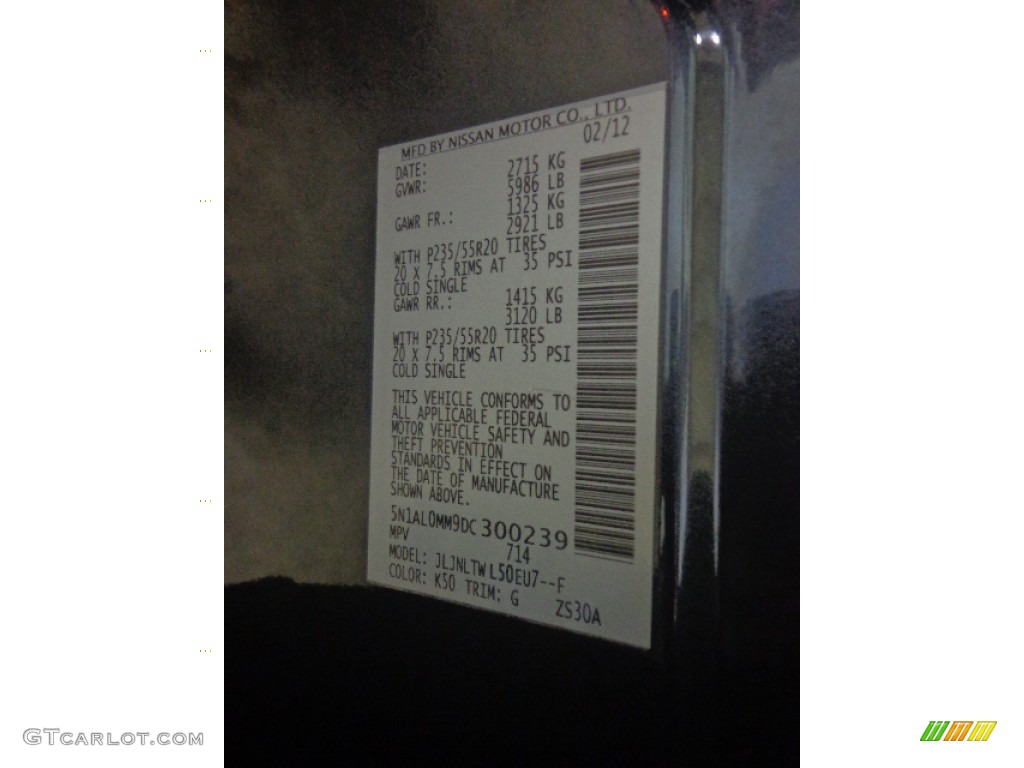 MFD BY NISSAN MOTOR CO., LTD.
DATE: 02/12
GVWR: 2715 KG
5986 LB
GAWR FR.: 1325 KG
2921 LB
WITH P235/55R20 TIRES
20 X 7.5 RIMS AT 35 PSI
COLD SINGLE
GAWR RR.: 1415 KG
3120 LB
WITH P235/55R20 TIRES
20 X 7.5 RIMS AT 35 PSI
COLD SINGLE
THIS VEHICLE CONFORMS TO
ALL APPLICABLE FEDERAL
MOTOR VEHICLE SAFETY AND
THEFT PREVENTION
STANDARDS IN EFFECT ON
THE DATE OF MANUFACTURE
SHOWN ABOVE.
5N1AL0MM9DC300239
MPV 714
MODEL: JLJNLTWL50EU7--F
COLOR: K50 TRIM: G ZS30A
GTCARLOT.COM